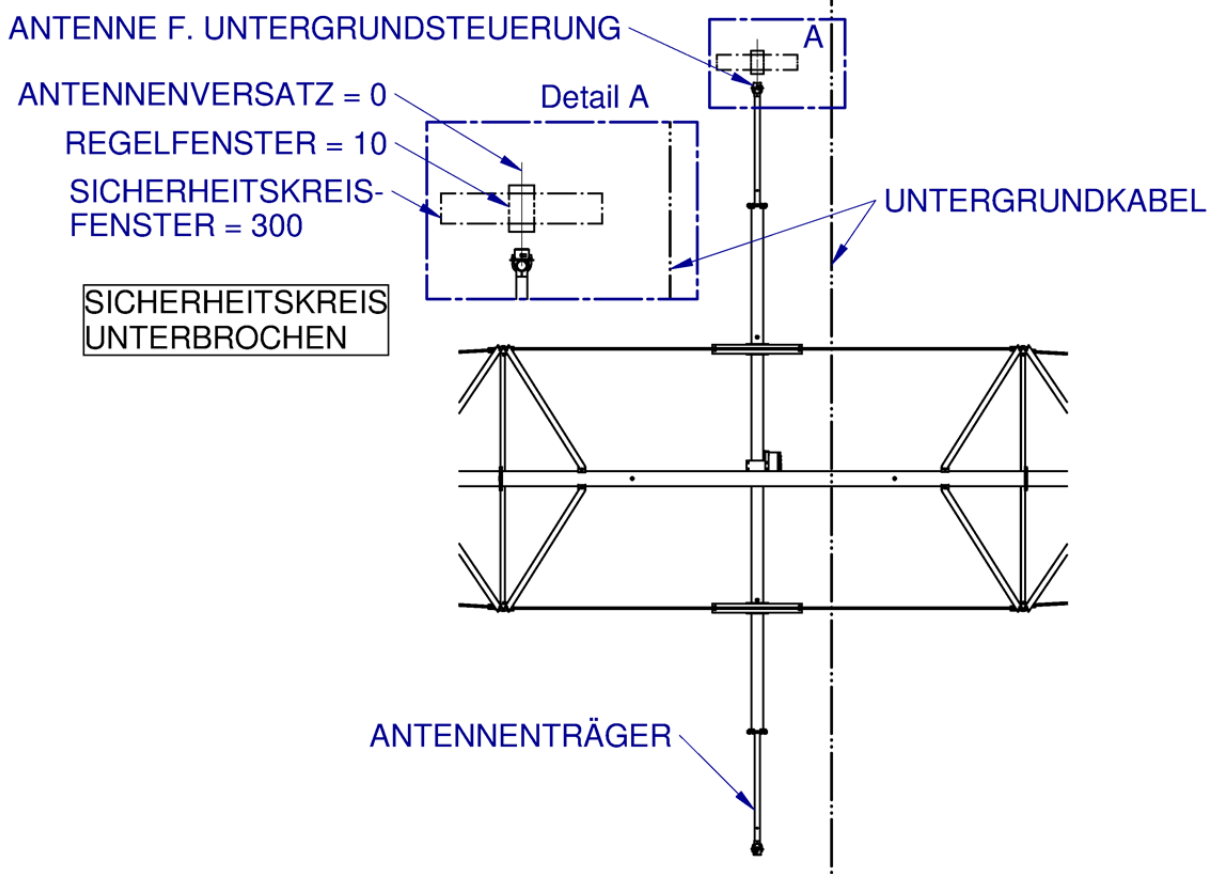 ANTENNE F. UNTERGRUNDSTEUERUNG
A
ANTENNENVERSATZ = 0
Detail A
REGELFENSTER = 10
SICHERHEITSKREIS-
FENSTER = 300
UNTERGRUNDKABEL
SICHERHEITSKREIS
UNTERBROCHEN
ANTENNENTRÄGER